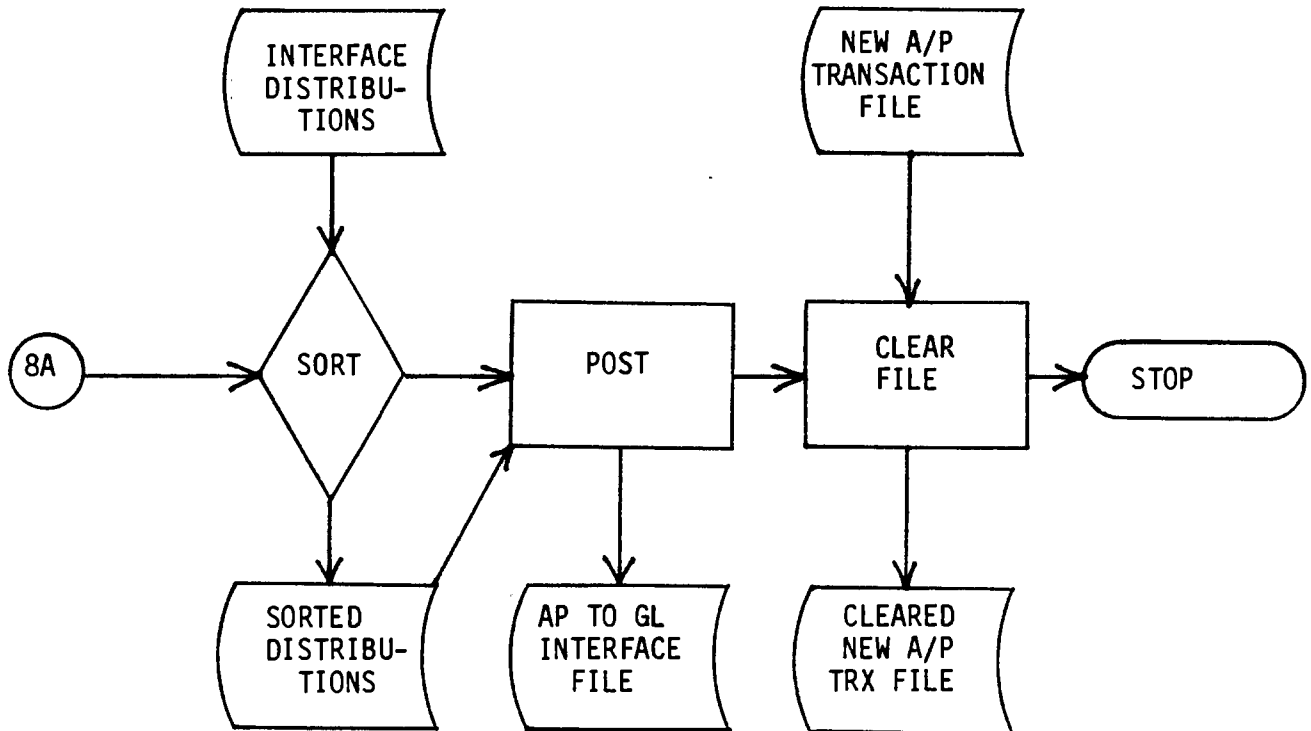 INTERFACE
DISTRIBU-
TIONS
NEW A/P
TRANSACTION
FILE
8A
SORT
POST
CLEAR
FILE
STOP
SORTED
DISTRIBU-
TIONS
AP TO GL
INTERFACE
FILE
CLEARED
NEW A/P
TRX FILE